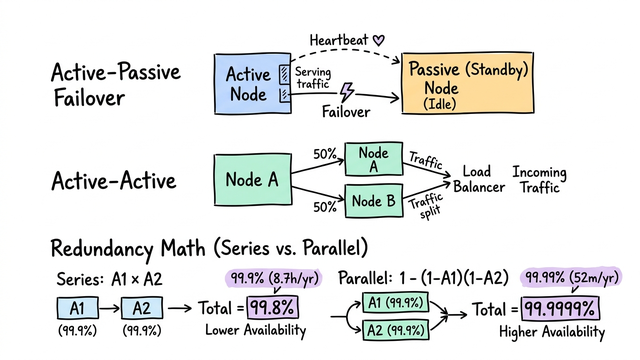 Heartbeat
Active-Passive
Failover
Active
Node
Serving
traffic
Failover
Passive (Standby)
Node
(Idle)
Active-Active
Node A
50%
50%
Node
A
Node B
Traffic
Traffic
split
Load
Balancer
Incoming
Traffic
Redundancy Math (Series vs. Parallel)
Series: A1 × A2
99.9% (8.7h/yr)
A1
A2
(99.9%)
(99.9%)
Total = 99.8%
Lower Availability
Parallel: 1 - (1-A1)(1-A2)
99.99% (52m/yr)
A1 (99.9%)
A2 (99.9%)
Total = 99.9999%
Higher Availability